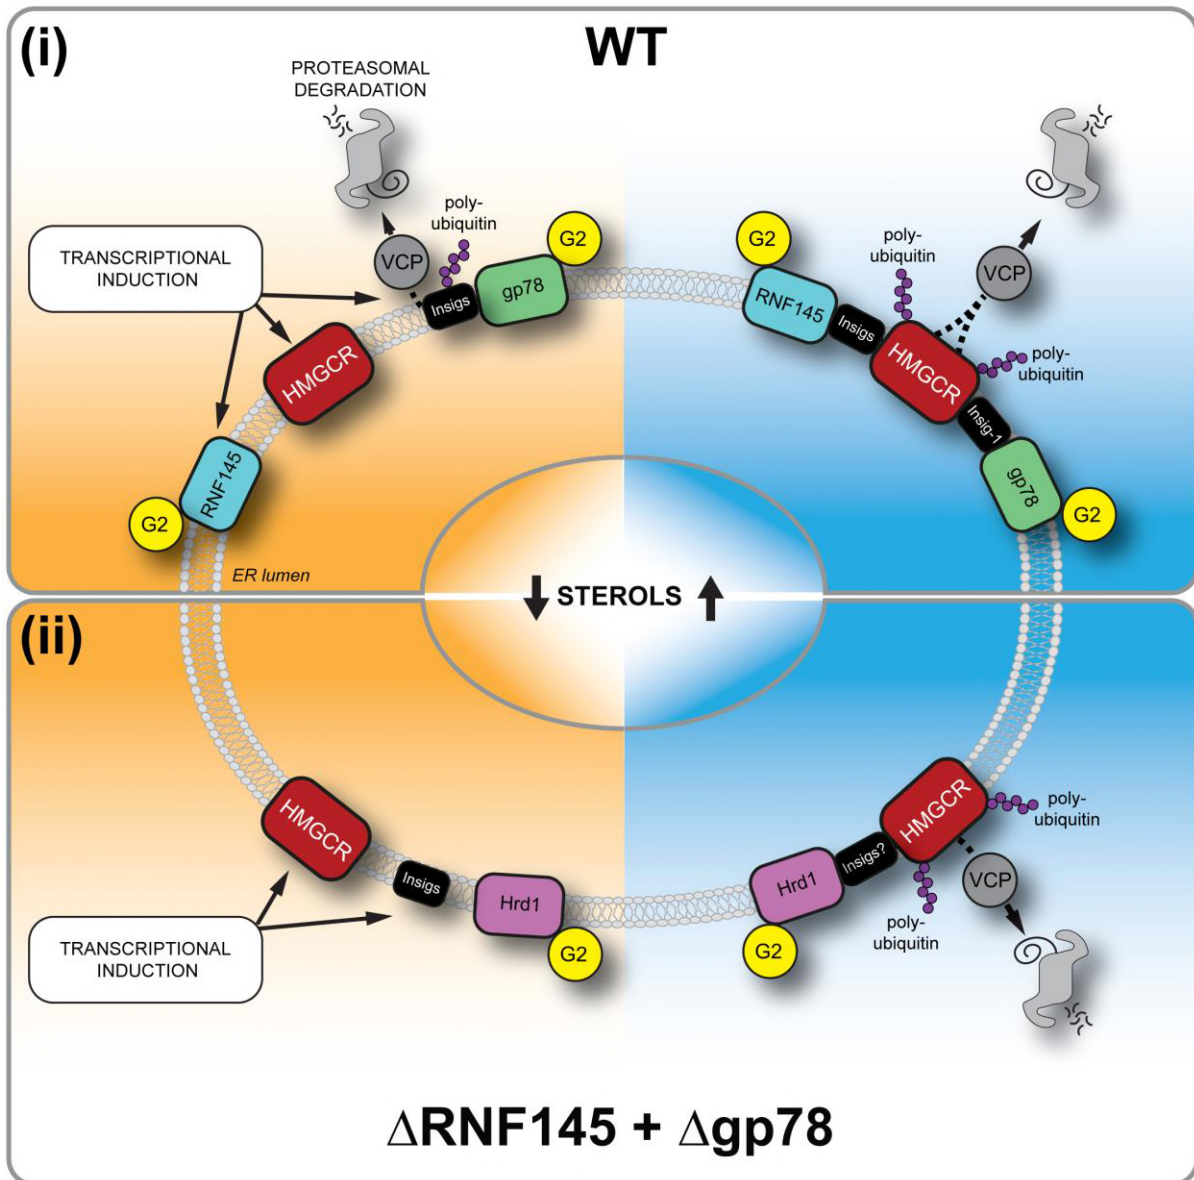 (i)
WT
PROTEASOMAL
DEGRADATION
TRANSCRIPTIONAL
INDUCTION
poly-
ubiquitin
VCP
Insigs
gp78
G2
HMGCR
RNF145
G2
ER lumen
G2
RNF145
Insigs
poly-
ubiquitin
HMGCR
VCP
poly-
ubiquitin
Insig-1
gp78
G2
STEROLS
(ii)
HMGCR
Insigs
Hrd1
G2
TRANSCRIPTIONAL
INDUCTION
HMGCR
poly-
ubiquitin
Insigs?
Hrd1
VCP
poly-
ubiquitin
G2
ΔRNF145 + Δgp78